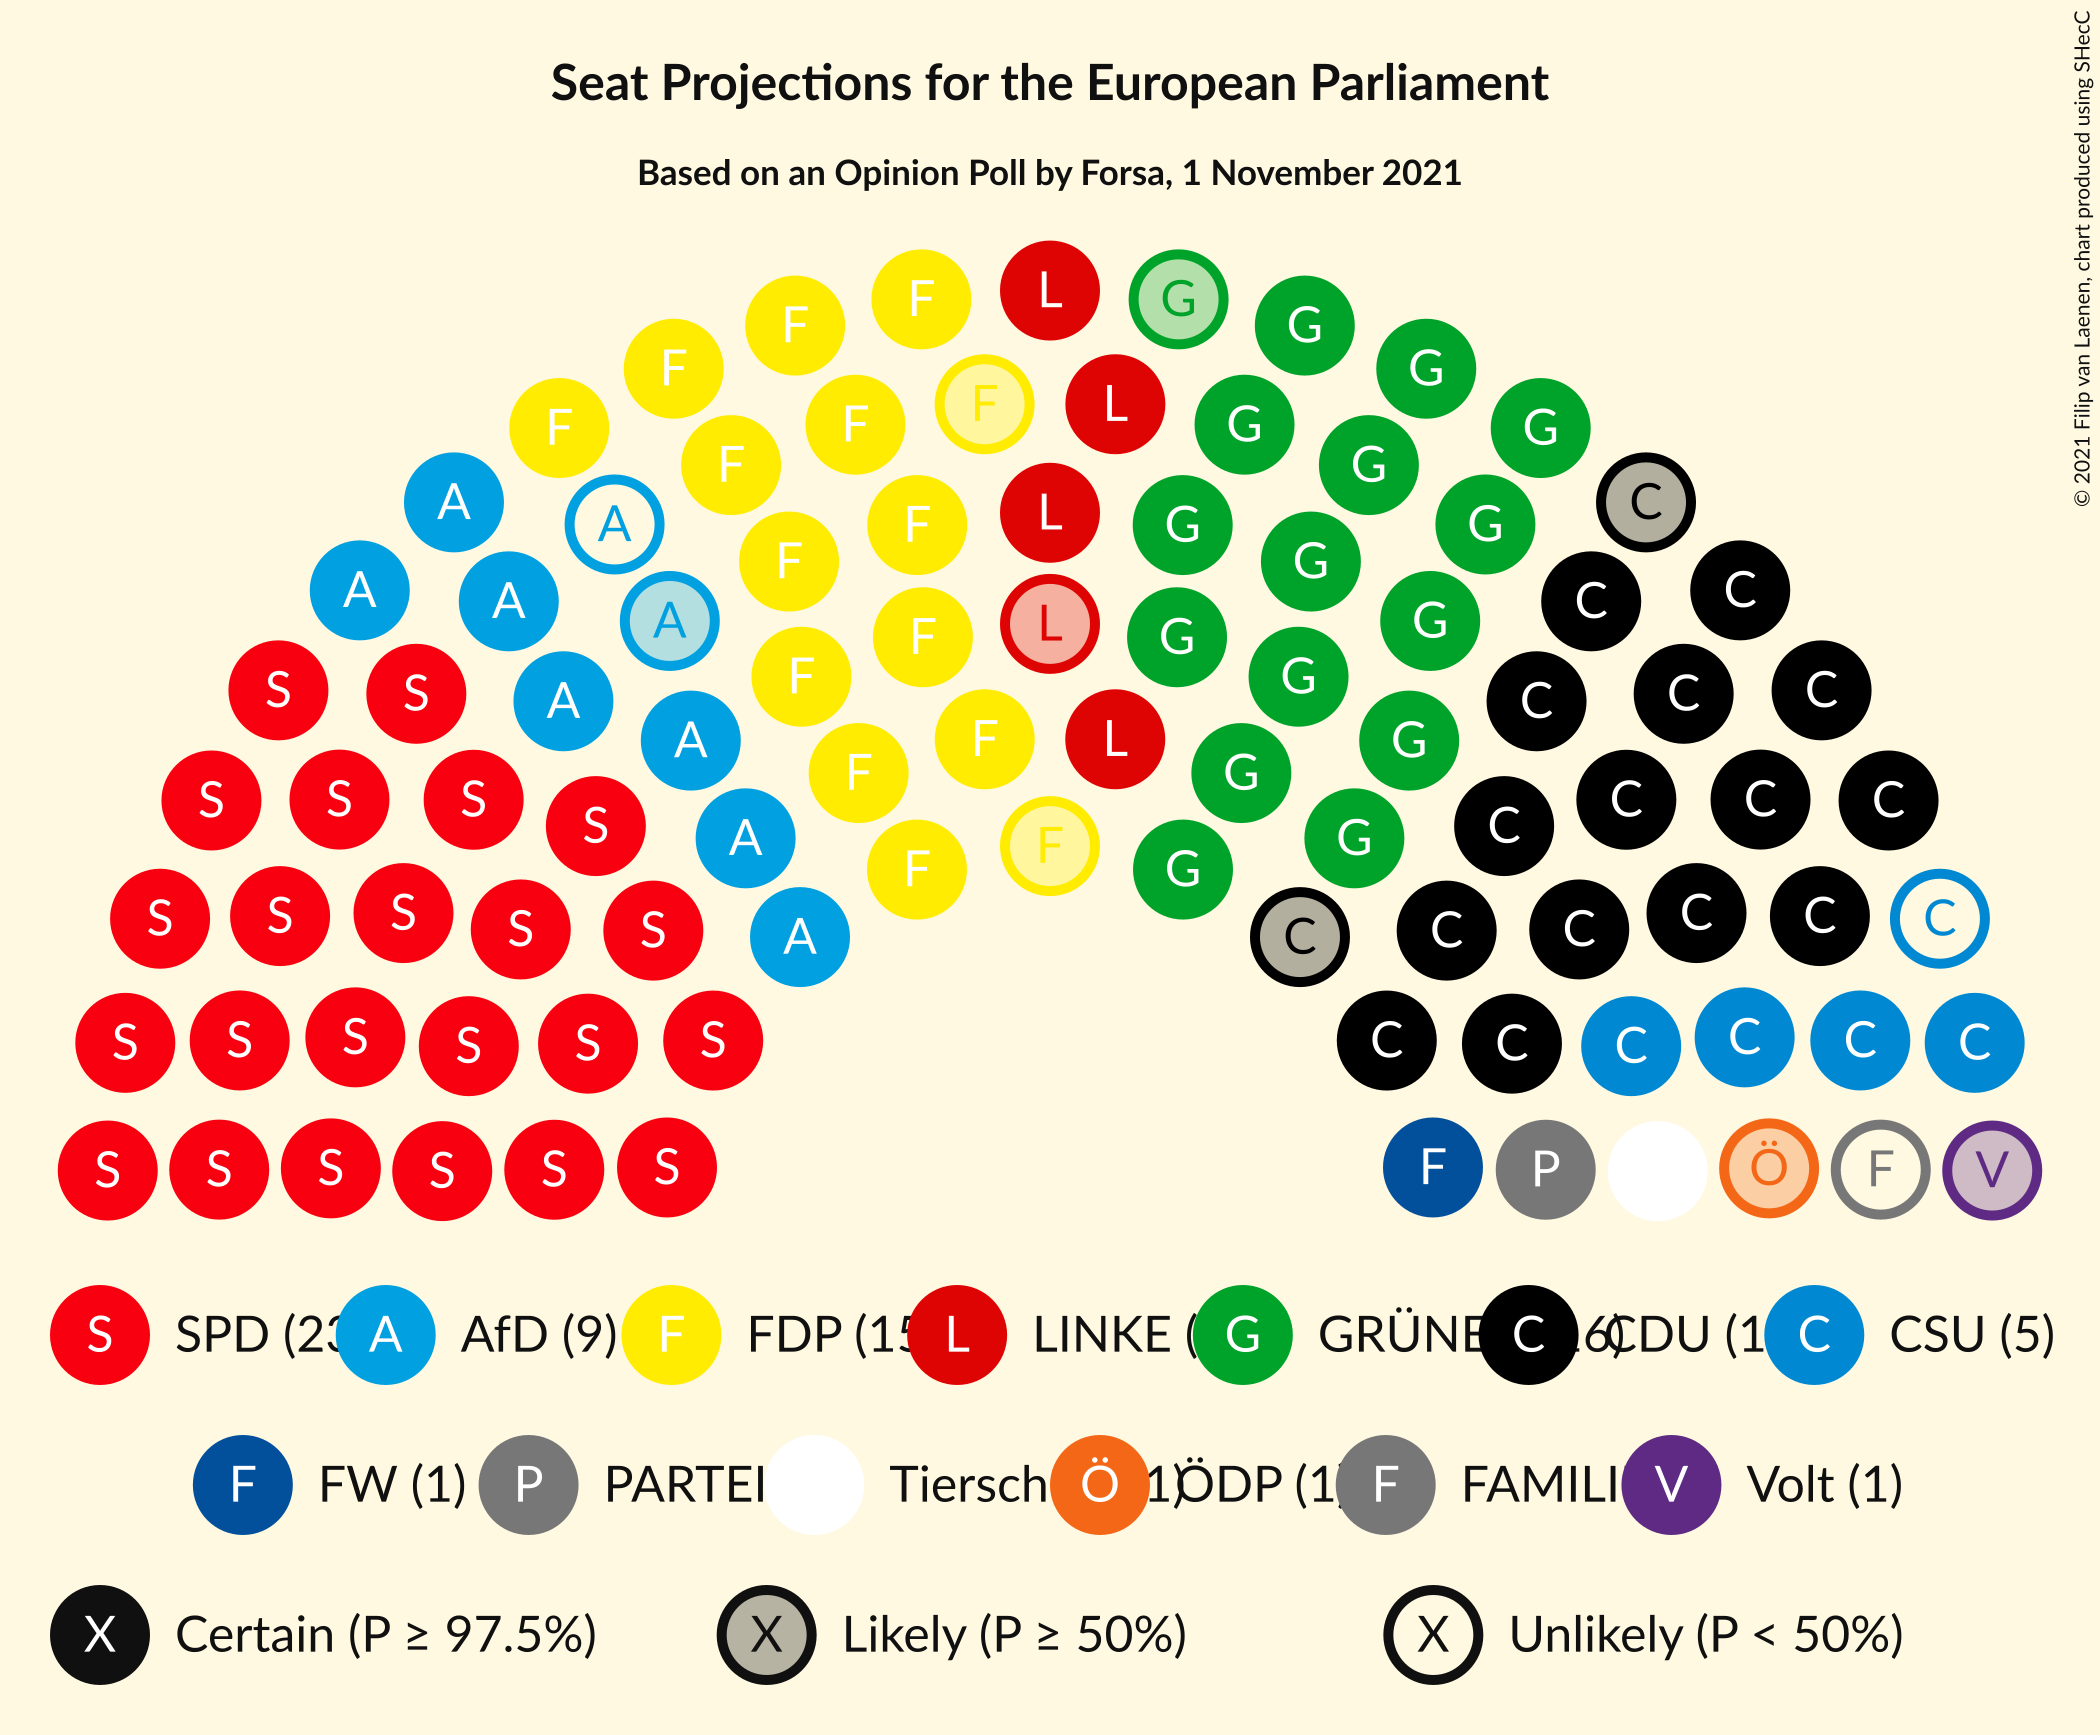 Seat Projections for the European Parliament
Based on an Opinion Poll by Forsa, 1 November 2021
© 2021 Filip van Laenen, chart produced using SHecC
L
F G
F G
F F L G G
F G
F F G G
A F L G C
A G
F G
A A F L G C C
A F G A G C
F G
S S A C C C
A F L G G
S S S F G C C C
S A G C
S S S S S A F G C C C C C C
S S S S S S C C C C C C
S S S S S S F P Ö F V
S SPD (23 A AfD (9) F FDP (15 L LINKE ( G GRÜNE C 6) CDU (1 C CSU (5)
F FW (1) P PARTEI Tiersch Ö 1) ÖDP (1 F FAMILI V Volt (1)
X Certain (P ≥ 97.5%) X Likely (P ≥ 50%) X Unlikely (P < 50%)